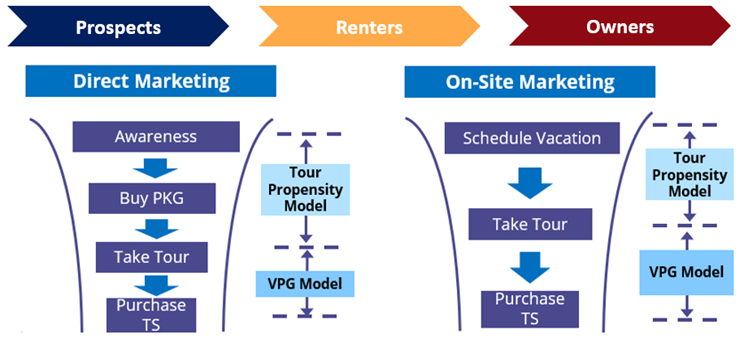 Prospects
Renters
Owners
Direct Marketing
Awareness
Buy PKG
Take Tour
Purchase
TS
Tour
Propensity
Model
VPG Model
On-Site Marketing
Schedule Vacation
Take Tour
Purchase
TS
Tour
Propensity
Model
VPG Model